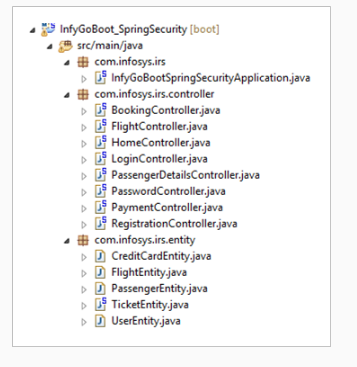 InfyGoBoot_SpringSecurity [boot]
src/main/java
com.infosys.irs
InfyGoBootSpringSecurityApplication.java
com.infosys.irs.controller
BookingController.java
FlightController.java
HomeController.java
LoginController.java
PassengerDetailsController.java
PasswordController.java
PaymentController.java
RegistrationController.java
com.infosys.irs.entity
CreditCardEntity.java
FlightEntity.java
PassengerEntity.java
TicketEntity.java
UserEntity.java